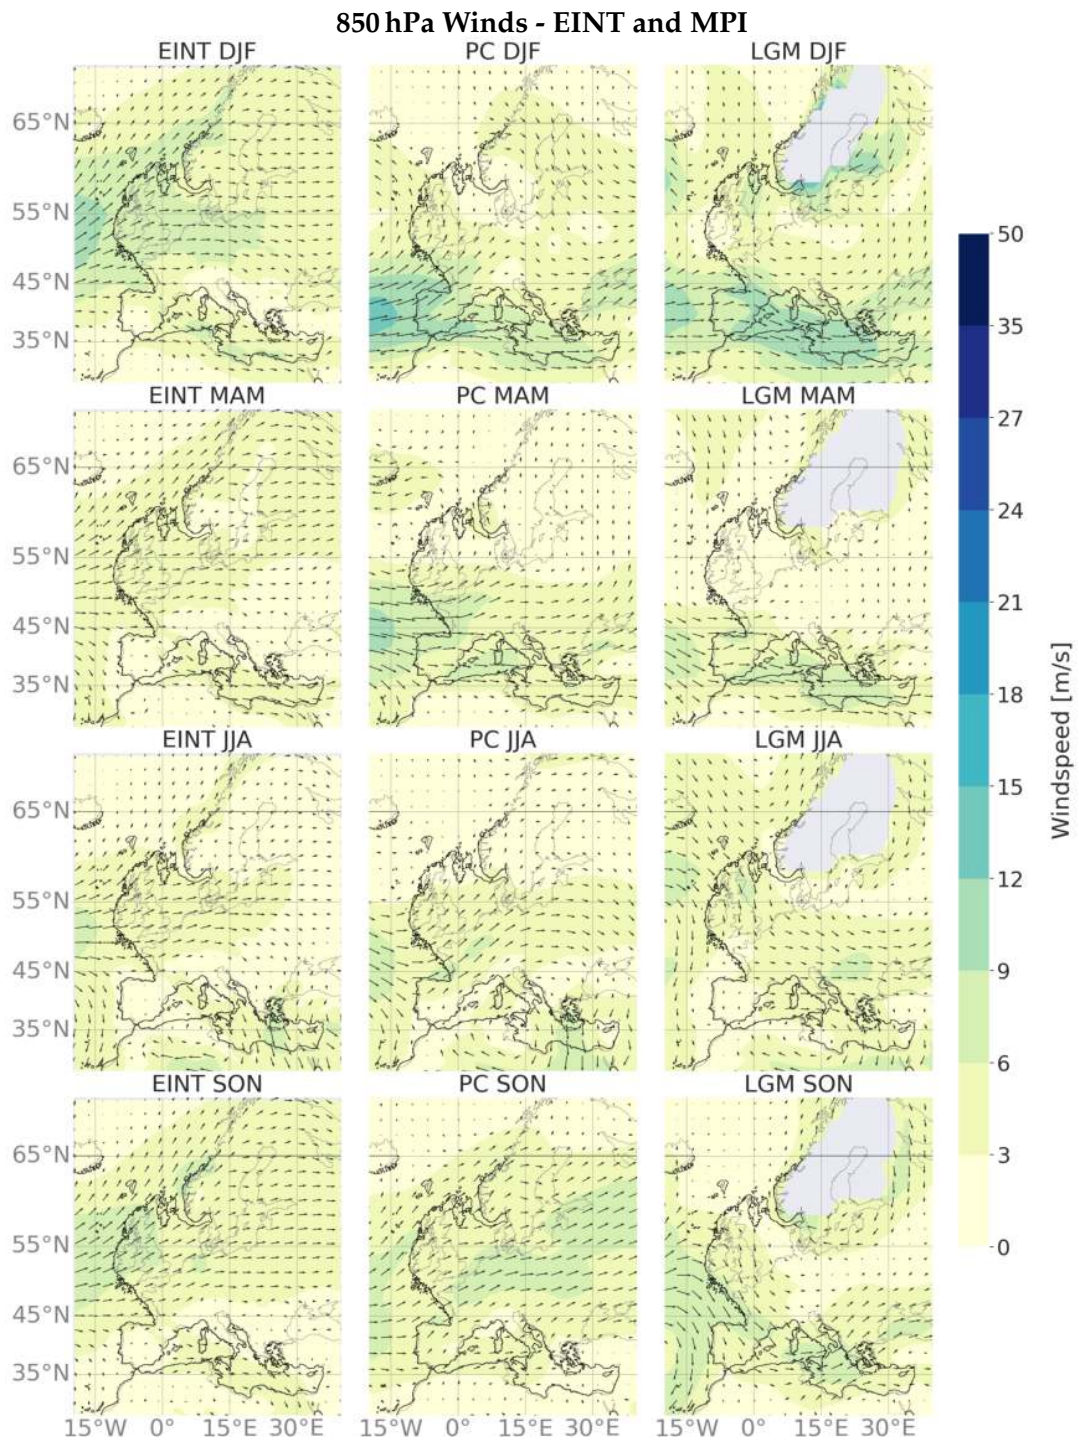 850 hPa Winds - EINT and MPI
EINT DJF PC DJF LGM DJF
65°N
55°N
45°N
35°N
EINT MAM PC MAM LGM MAM
65°N
55°N
45°N
35°N
EINT JJA PC JJA LGM JJA
65°N
55°N
45°N
35°N
EINT SON PC SON LGM SON
65°N
55°N
45°N
35°N
15°W 0° 15°E 30°E 15°W 0° 15°E 30°E 15°W 0° 15°E 30°E
50
35
27
24
21
18
15
12
9
6
3
0
Windspeed [m/s]